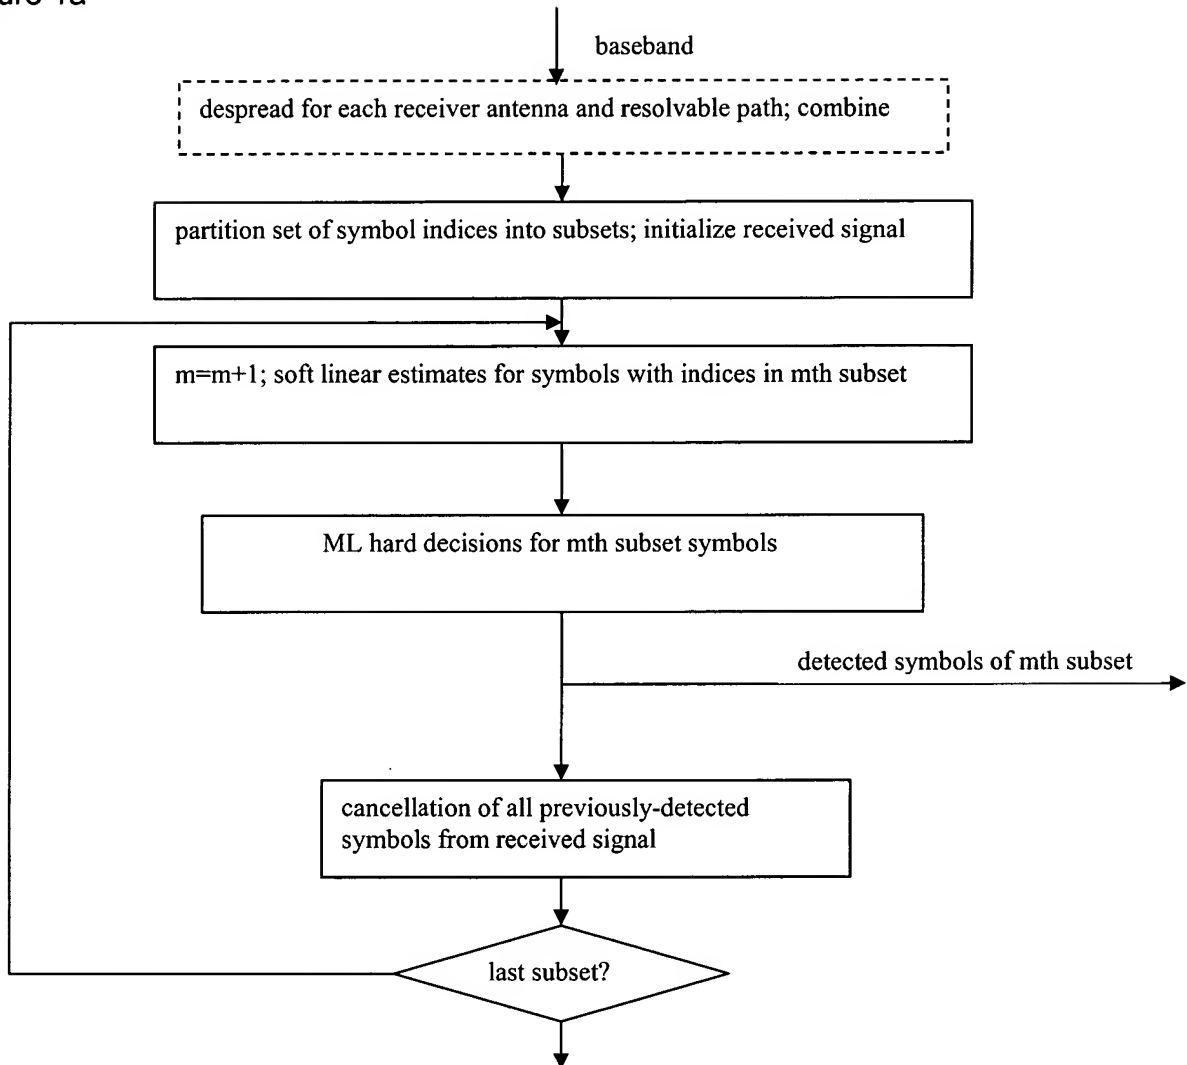 baseband
despread for each receiver antenna and resolvable path; combine
partition set of symbol indices into subsets; initialize received signal
m=m+1; soft linear estimates for symbols with indices in mth subset
ML hard decisions for mth subset symbols
detected symbols of mth subset
cancellation of all previously-detected
symbols from received signal
last subset?